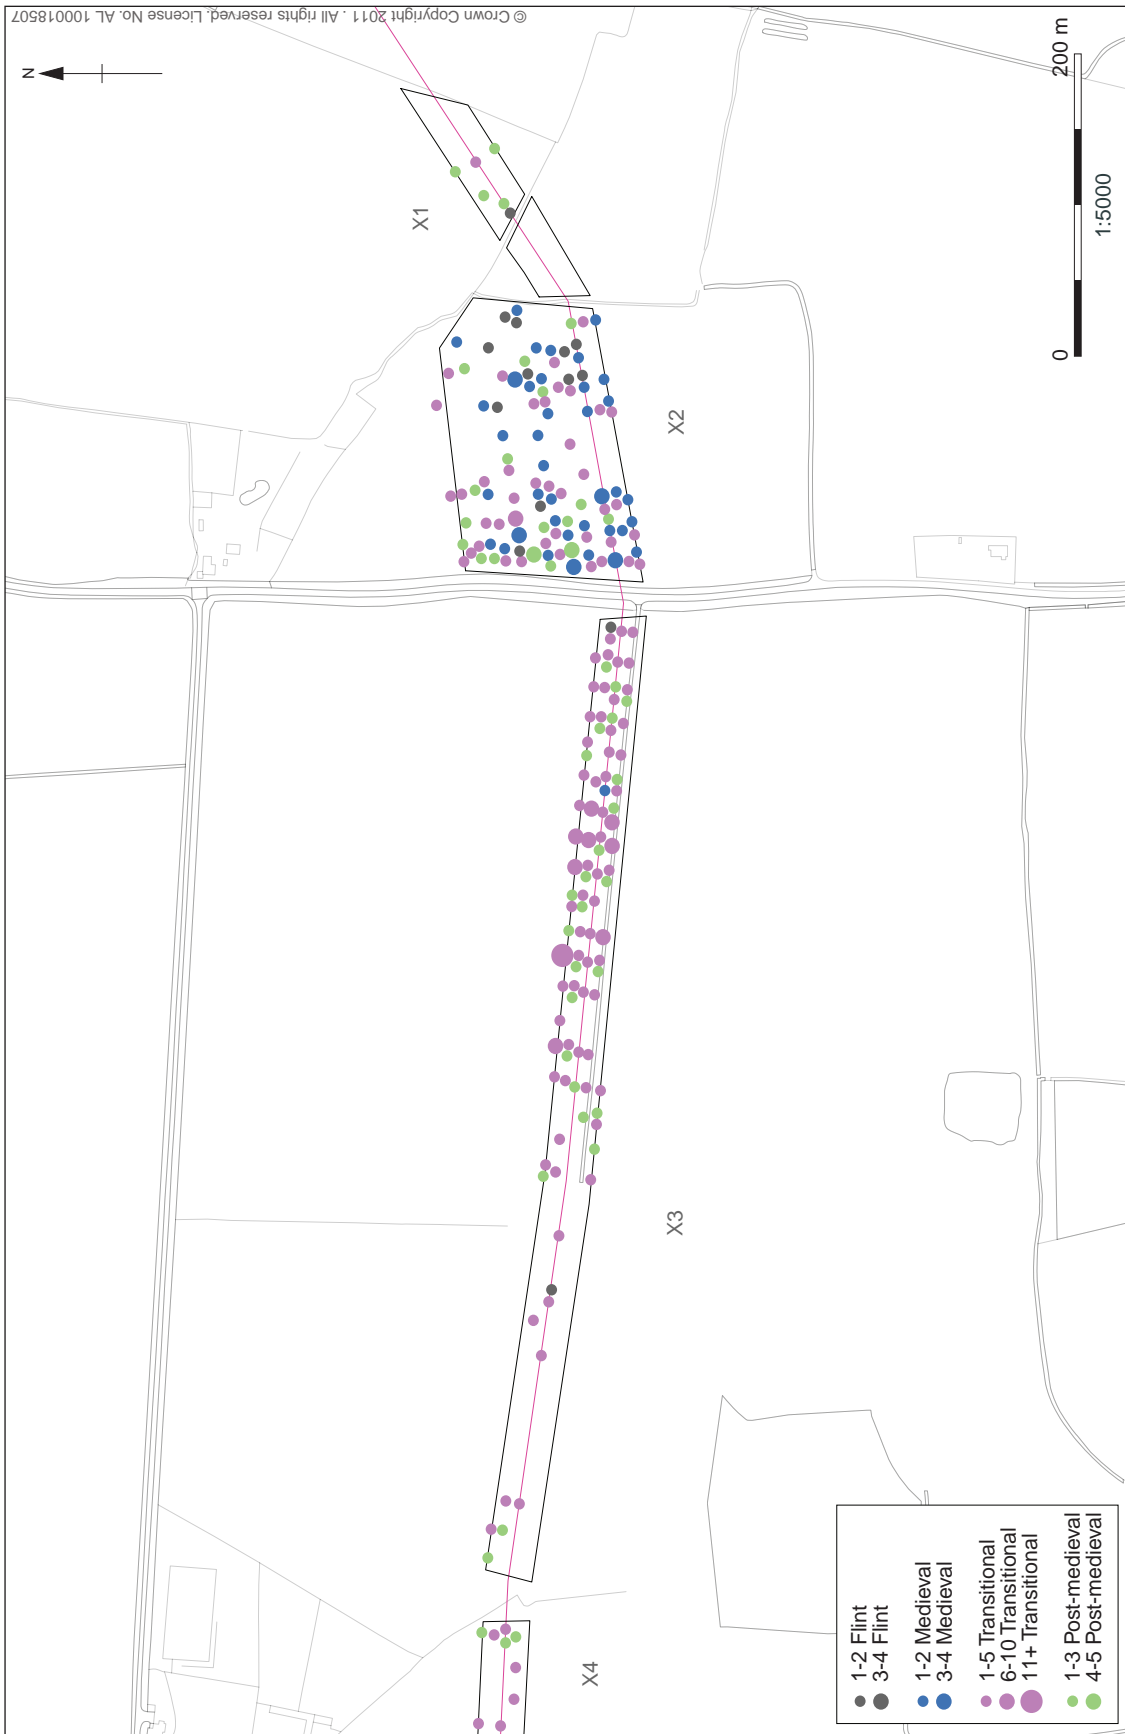 © Crown Copyright 2011 . All rights reserved. License No. AL 100018507
N
X1
X2
X3
X4
0 200 m
1:5000
1-2 Flint
3-4 Flint
1-2 Medieval
3-4 Medieval
1-5 Transitional
6-10 Transitional
11+ Transitional
1-3 Post-medieval
4-5 Post-medieval